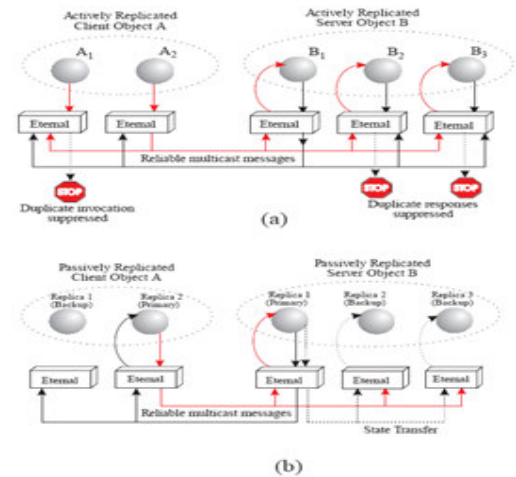 Actively Replicated
Client Object A
Actively Replicated
Server Object B
A1
A2
B1
B2
B3
Eternal
Eternal
Eternal
Eternal
Eternal
Reliable multicast messages
STOP
STOP
STOP
Duplicate invocation
suppressed
Duplicate responses
suppressed
(a)
Passively Replicated
Client Object A
Passively Replicated
Server Object B
Replica 1
(Backup)
Replica 2
(Primary)
Replica 1
(Primary)
Replica 2
(Backup)
Replica 3
(Backup)
Eternal
Eternal
Eternal
Eternal
Eternal
Reliable multicast messages
State Transfer
(b)